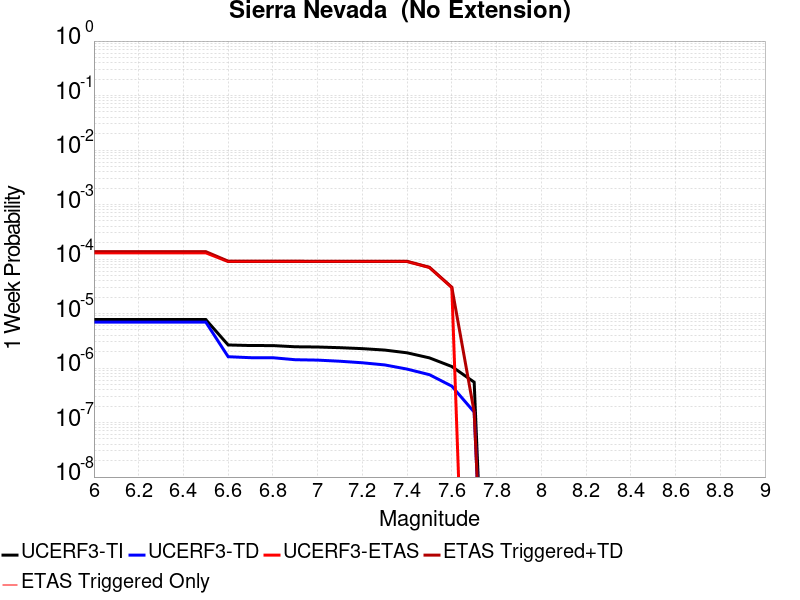 Sierra Nevada  (No Extension)
10^0
10^-1
10^-2
10^-3
10^-4
10^-5
10^-6
10^-7
10^-8
1 Week Probability
6 6.2 6.4 6.6 6.8 7 7.2 7.4 7.6 7.8 8 8.2 8.4 8.6 8.8 9
Magnitude
UCERF3-TI UCERF3-TD UCERF3-ETAS ETAS Triggered+TD
ETAS Triggered Only